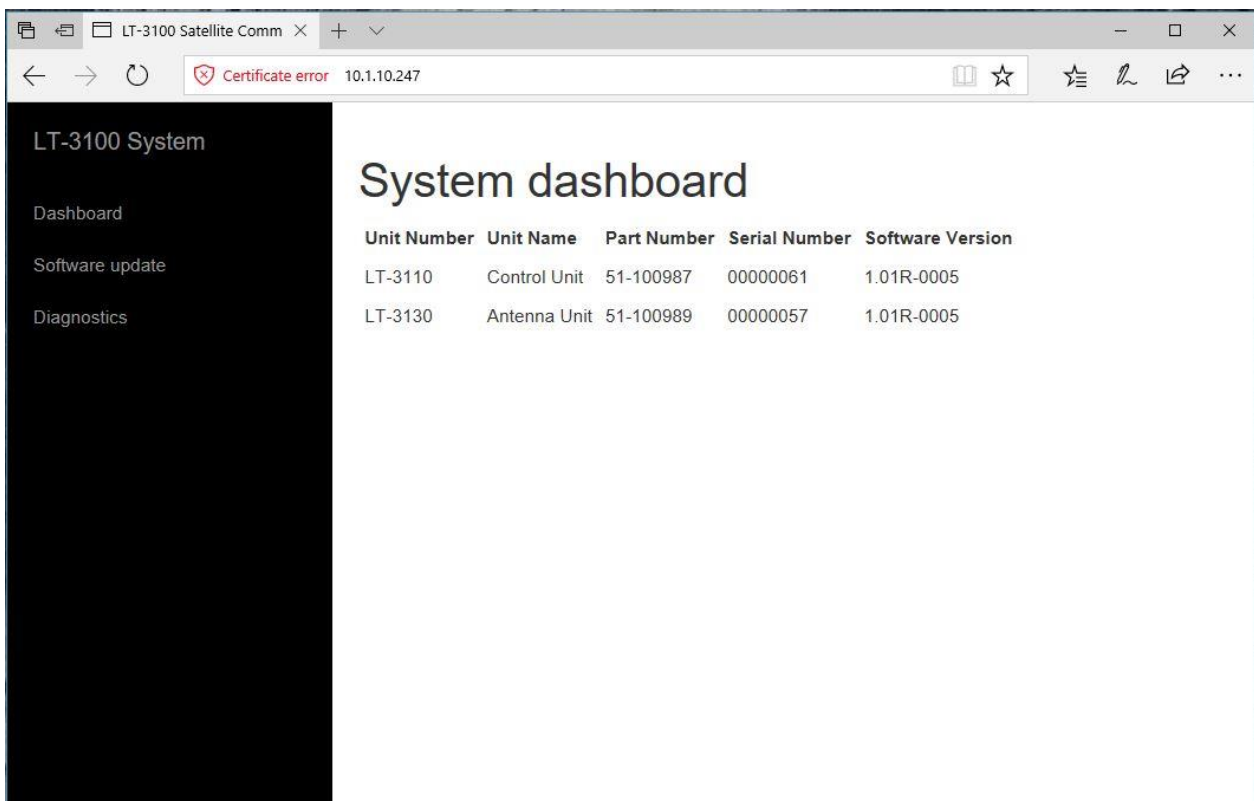 LT-3100 Satellite Comm
Certificate error 10.1.10.247
LT-3100 System
Dashboard
Software update
Diagnostics
System dashboard
Unit Number Unit Name Part Number Serial Number Software Version
LT-3110 Control Unit 51-100987 00000061 1.01R-0005
LT-3130 Antenna Unit 51-100989 00000057 1.01R-0005